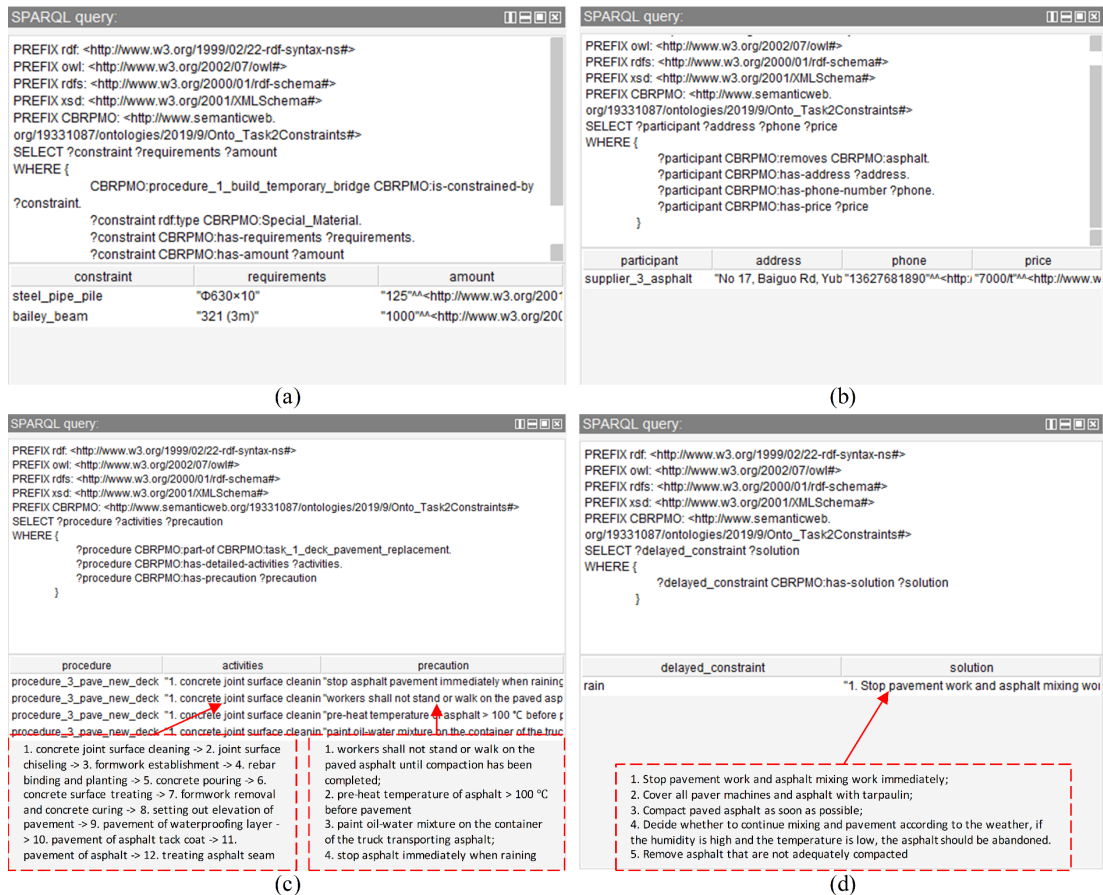 SPARQL query:
PREFIX rdf: <http://www.w3.org/1999/02/22-rdf-syntax-ns#>
PREFIX owl: <http://www.w3.org/2002/07/owl#>
PREFIX rdfs: <http://www.w3.org/2000/01/rdf-schema#>
PREFIX xsd: <http://www.w3.org/2001/XMLSchema#>
PREFIX CBRPMO: <http://www.semanticweb.
org/19331087/ontologies/2019/9/Onto_Task2Constraints#>
SELECT ?constraint ?requirements ?amount
WHERE {
CBRPMO:procedure_1_build_temporary_bridge CBRPMO:is-constrained-by
?constraint.
?constraint rdf:type CBRPMO:Special_Material.
?constraint CBRPMO:has-requirements ?requirements.
?constraint CBRPMO:has-amount ?amount
constraint requirements amount
steel_pipe_pile "Φ630×10" "125"^^<http://www.w3.org/2001
bailey_beam "321 (3m)" "1000"^^<http://www.w3.org/200
(a)
SPARQL query:
PREFIX owl: <http://www.w3.org/2002/07/owl#>
PREFIX rdfs: <http://www.w3.org/2000/01/rdf-schema#>
PREFIX xsd: <http://www.w3.org/2001/XMLSchema#>
PREFIX CBRPMO: <http://www.semanticweb.
org/19331087/ontologies/2019/9/Onto_Task2Constraints#>
SELECT ?participant ?address ?phone ?price
WHERE {
?participant CBRPMO:removes CBRPMO:asphalt.
?participant CBRPMO:has-address ?address.
?participant CBRPMO:has-phone-number ?phone.
?participant CBRPMO:has-price ?price
}
participant address phone price
supplier_3_asphalt "No 17, Baiguo Rd, Yub "13627681890"^^<http:/ "7000/t"^^<http://www.w
(b)
SPARQL query:
PREFIX rdf: <http://www.w3.org/1999/02/22-rdf-syntax-ns#>
PREFIX owl: <http://www.w3.org/2002/07/owl#>
PREFIX rdfs: <http://www.w3.org/2000/01/rdf-schema#>
PREFIX xsd: <http://www.w3.org/2001/XMLSchema#>
PREFIX CBRPMO: <http://www.semanticweb.org/19331087/ontologies/2019/9/Onto_Task2Constraints#>
SELECT ?procedure ?activities ?precaution
WHERE {
?procedure CBRPMO:part-of CBRPMO:task_1_deck_pavement_replacement.
?procedure CBRPMO:has-detailed-activities ?activities.
?procedure CBRPMO:has-precaution ?precaution
}
procedure activities precaution
procedure_3_pave_new_deck "1. concrete joint surface cleanin "stop asphalt pavement immediately when raining
procedure_3_pave_new_deck "1. concrete joint surface cleanin "workers shall not stand or walk on the paved asp
procedure_3_pave_new_deck "1. concrete joint surface cleanin "pre-heat temperature of asphalt > 100 ℃ before p
procedure_3_pave_new_deck "1. concrete joint surface cleanin "paint oil-water mixture on the container of the truc
1. concrete joint surface cleaning -> 2. joint surface
chiseling -> 3. formwork establishment -> 4. rebar
binding and planting -> 5. concrete pouring -> 6.
concrete surface treating -> 7. formwork removal
and concrete curing -> 8. setting out elevation of
pavement -> 9. pavement of waterproofing layer -
> 10. pavement of asphalt tack coat -> 11.
pavement of asphalt -> 12. treating asphalt seam
1. workers shall not stand or walk on the
paved asphalt until compaction has been
completed;
2. pre-heat temperature of asphalt > 100 ℃
before pavement
3. paint oil-water mixture on the container
of the truck transporting asphalt;
4. stop asphalt immediately when raining
(c)
SPARQL query:
PREFIX rdf: <http://www.w3.org/1999/02/22-rdf-syntax-ns#>
PREFIX owl: <http://www.w3.org/2002/07/owl#>
PREFIX rdfs: <http://www.w3.org/2000/01/rdf-schema#>
PREFIX xsd: <http://www.w3.org/2001/XMLSchema#>
PREFIX CBRPMO: <http://www.semanticweb.
org/19331087/ontologies/2019/9/Onto_Task2Constraints#>
SELECT ?delayed_constraint ?solution
WHERE {
?delayed_constraint CBRPMO:has-solution ?solution
}
delayed_constraint solution
rain "1. Stop pavement work and asphalt mixing wor
1. Stop pavement work and asphalt mixing work immediately;
2. Cover all paver machines and asphalt with tarpaulin;
3. Compact paved asphalt as soon as possible;
4. Decide whether to continue mixing and pavement according to the weather, if
the humidity is high and the temperature is low, the asphalt should be abandoned.
5. Remove asphalt that are not adequately compacted
(d)